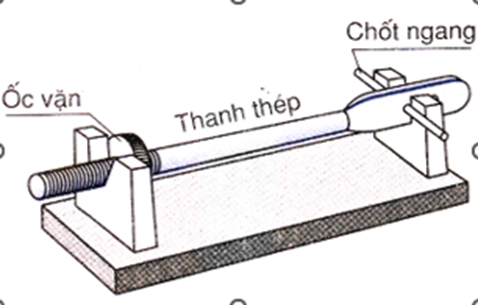 Chốt ngang
Ốc vặn
Thanh thép